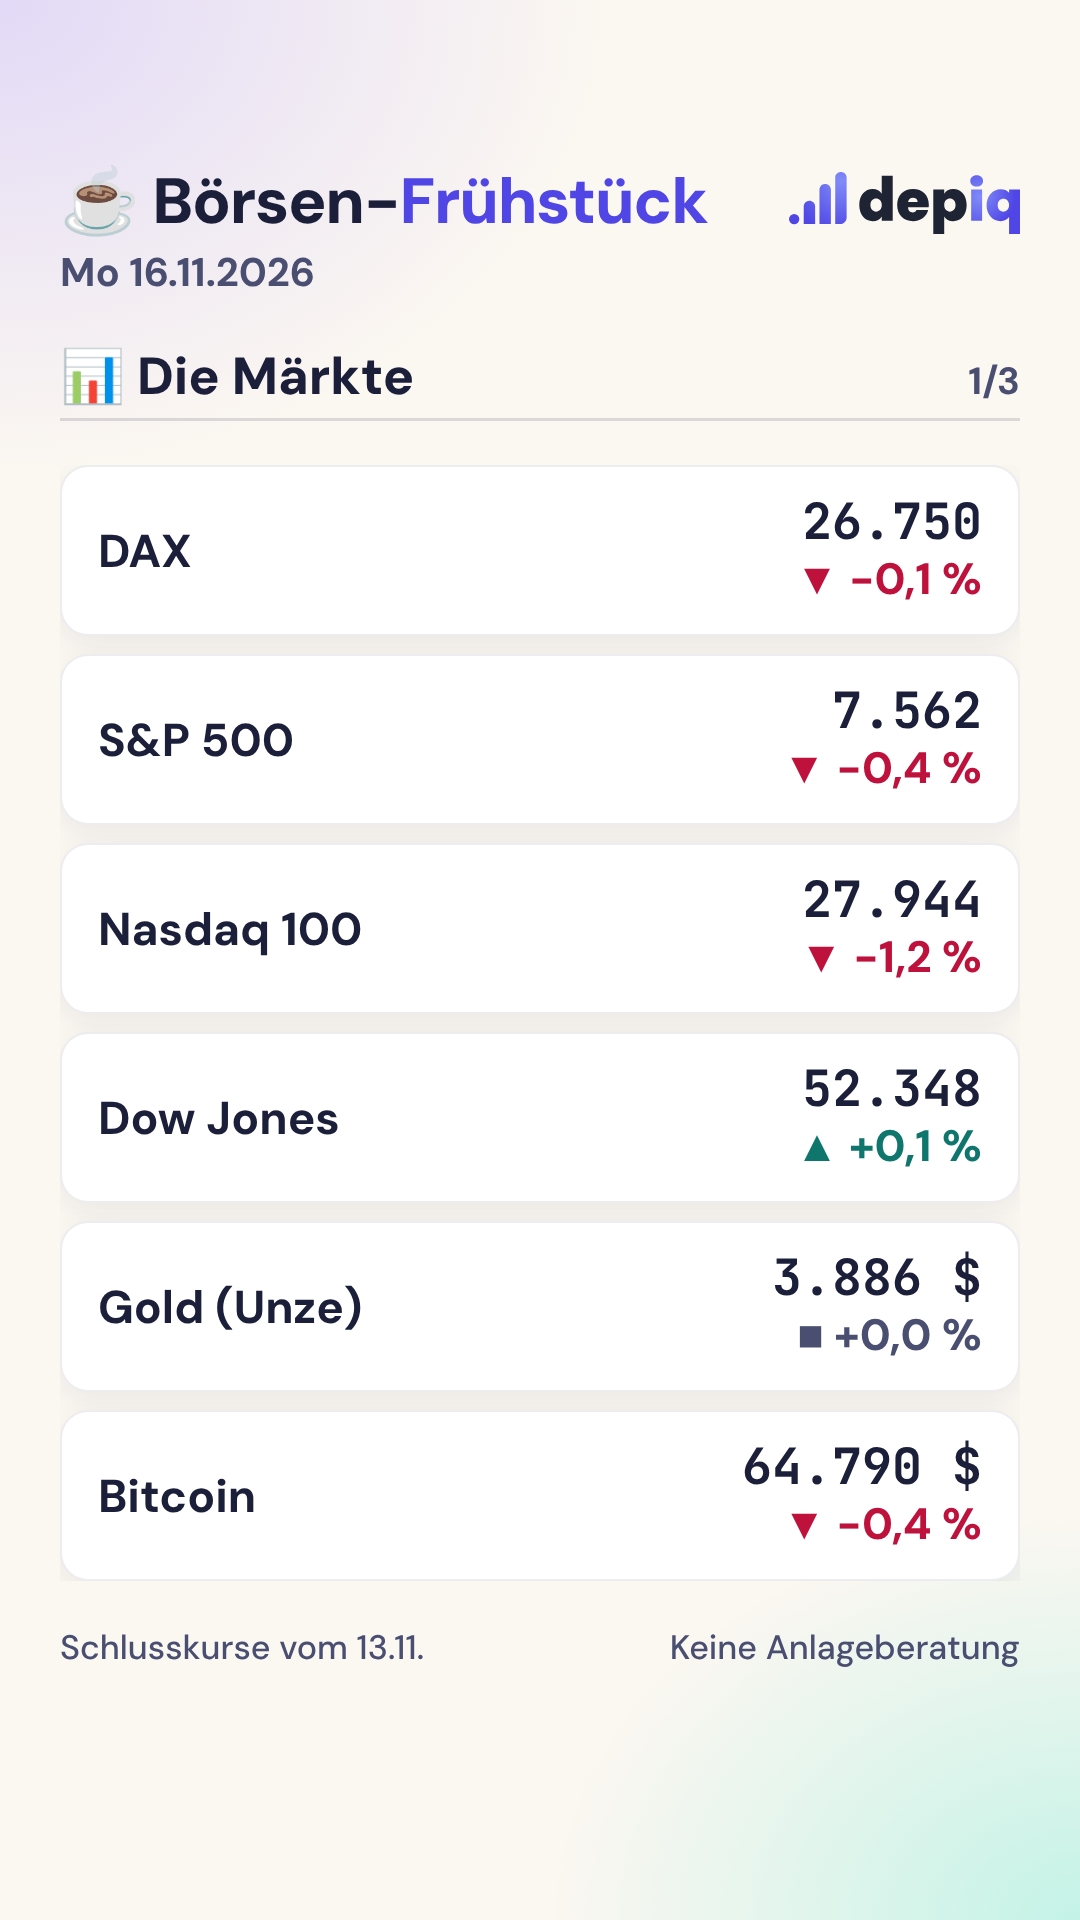 ☕ Börsen-Frühstück
depiq
Mo 16.11.2026
📊 Die Märkte
1/3
DAX
26.750
▼ -0,1 %
S&P 500
7.562
▼ -0,4 %
Nasdaq 100
27.944
▼ -1,2 %
Dow Jones
52.348
▲ +0,1 %
Gold (Unze)
3.886 $
■ +0,0 %
Bitcoin
64.790 $
▼ -0,4 %
Schlusskurse vom 13.11.
Keine Anlageberatung